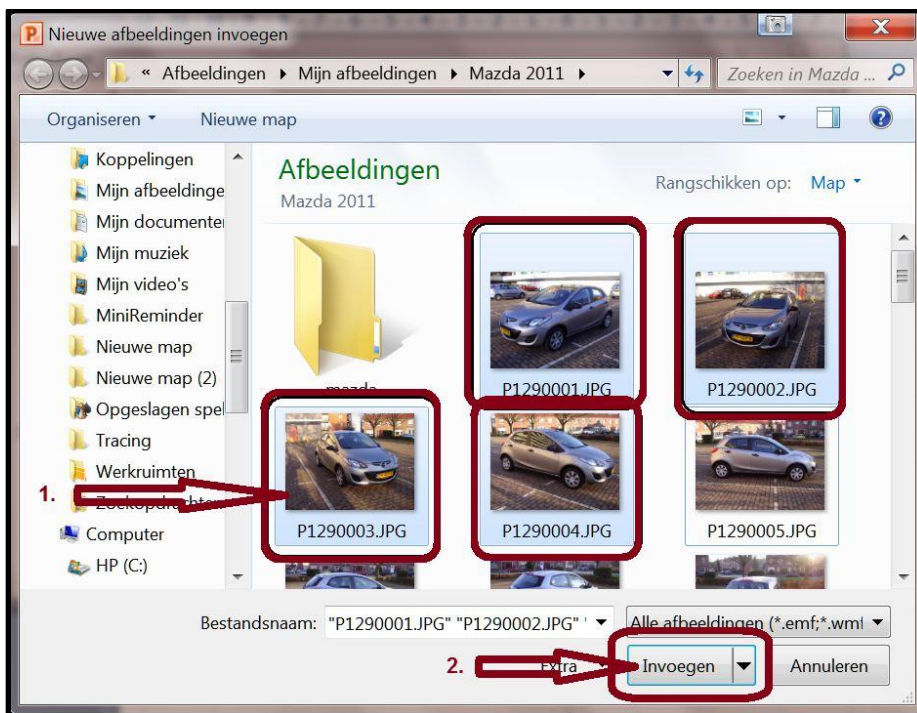 P Nieuwe afbeeldingen invoegen
« Afbeeldingen ▸ Mijn afbeeldingen ▸ Mazda 2011 ▸
Zoeken in Mazda ...
Organiseren
Nieuwe map
Koppelingen
Mijn afbeeldinge
Mijn documente
Mijn muziek
Mijn video's
MiniReminder
Nieuwe map
Nieuwe map (2)
Opgeslagen spel
Tracing
Werkruimten
Zoekopdrachten
Computer
HP (C:)
Afbeeldingen
Mazda 2011
Rangschikken op: Map
mazda
P1290001.JPG
P1290002.JPG
P1290003.JPG
P1290004.JPG
P1290005.JPG
1.
Bestandsnaam: "P1290001.JPG" "P1290002.JPG" '
Alle afbeeldingen (*.emf;*.wmf
2.
Extra
Invoegen
Annuleren